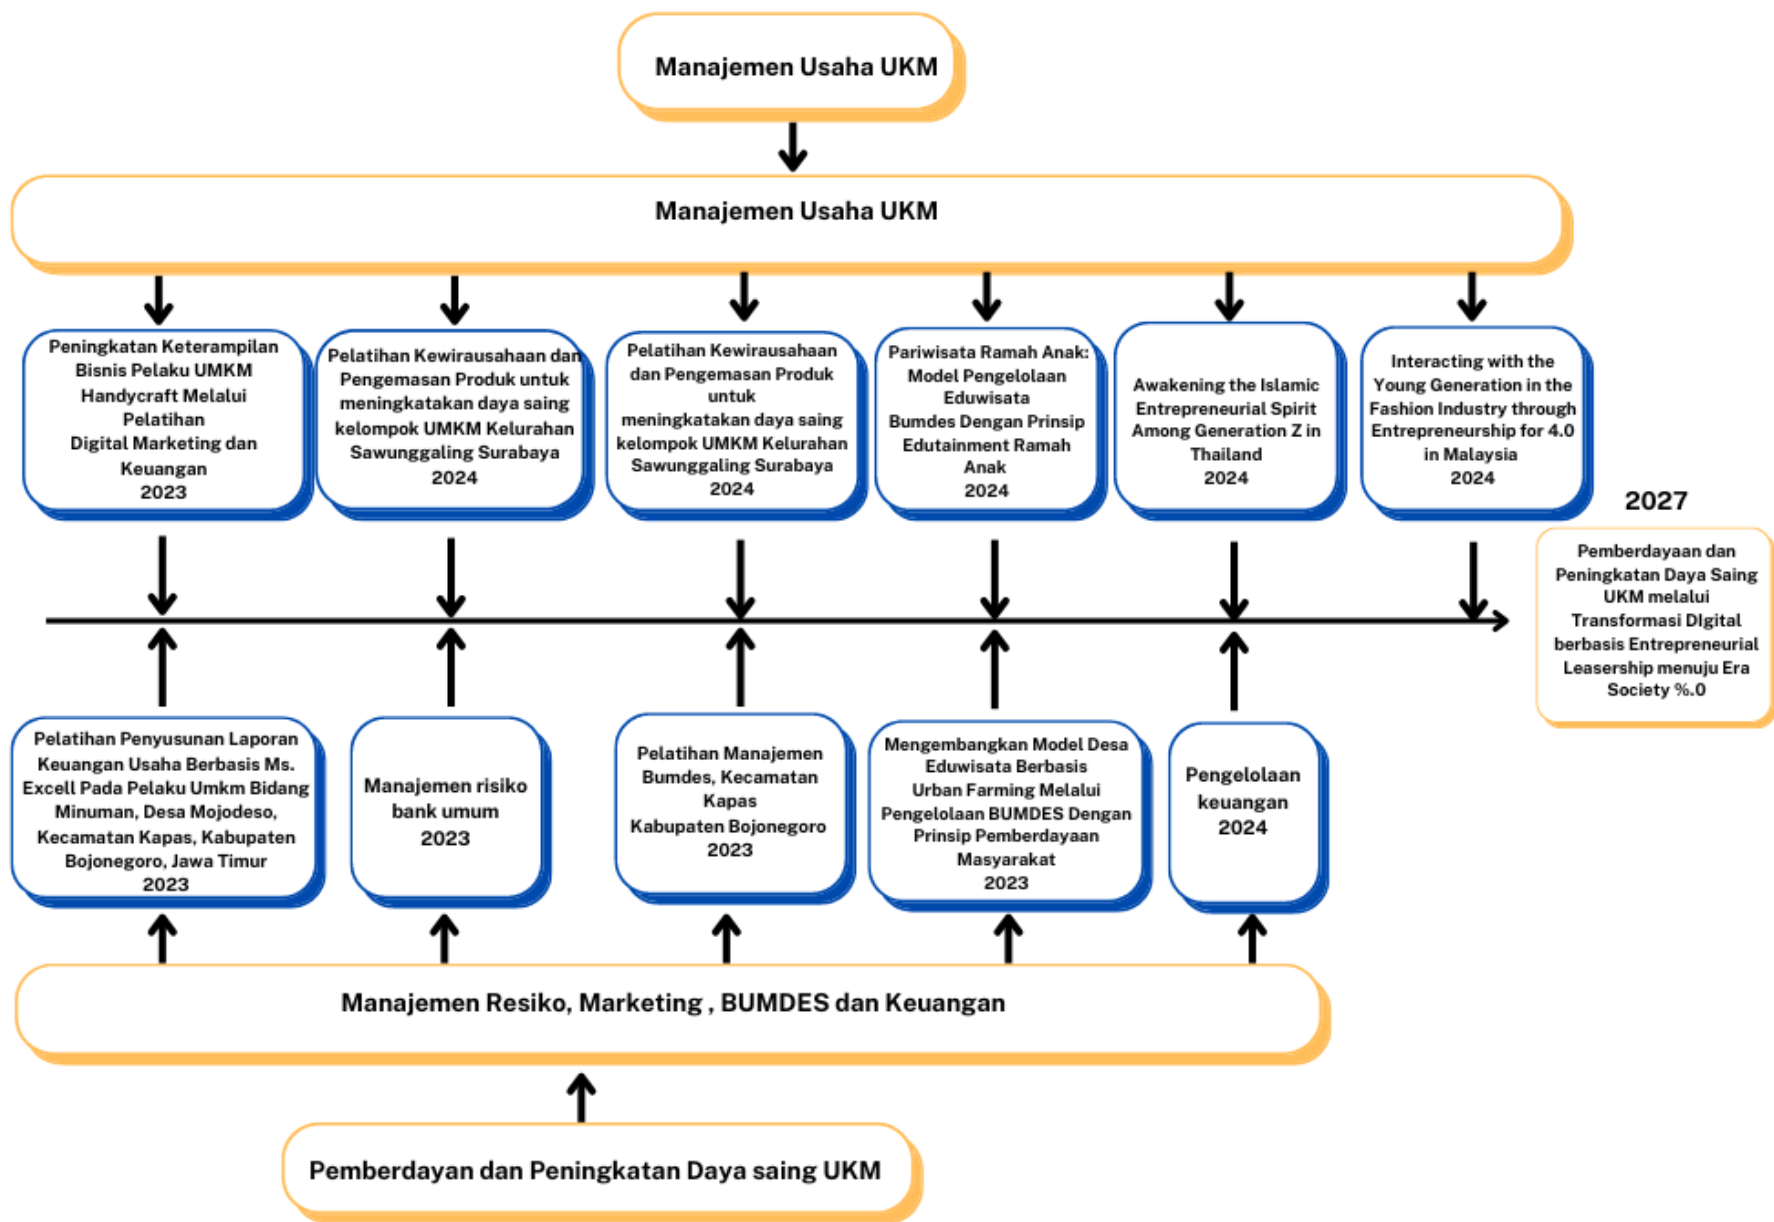 Manajemen Usaha UKM
Manajemen Usaha UKM
Peningkatan Keterampilan
Bisnis Pelaku UMKM
Handycraft Melalui
Pelatihan
Digital Marketing dan
Keuangan
2023
Pelatihan Kewirausahaan dan
Pengemasan Produk untuk
meningkatakan daya saing
kelompok UMKM Kelurahan
Sawunggaling Surabaya
2024
Pelatihan Kewirausahaan
dan Pengemasan Produk
untuk
meningkatakan daya saing
kelompok UMKM Kelurahan
Sawunggaling Surabaya
2024
Pariwisata Ramah Anak:
Model Pengelolaan
Eduwisata
Bumdes Dengan Prinsip
Edutainment Ramah
Anak
2024
Awakening the Islamic
Entrepreneurial Spirit
Among Generation Z in
Thailand
2024
Interacting with the
Young Generation in the
Fashion Industry through
Entrepreneurship for 4.0
in Malaysia
2024
2027
Pemberdayaan dan
Peningkatan Daya Saing
UKM melalui
Transformasi DIgital
berbasis Entrepreneurial
Leasership menuju Era
Society %.0
Pelatihan Penyusunan Laporan
Keuangan Usaha Berbasis Ms.
Excell Pada Pelaku Umkm Bidang
Minuman, Desa Mojodeso,
Kecamatan Kapas, Kabupaten
Bojonegoro, Jawa Timur
2023
Manajemen risiko
bank umum
2023
Pelatihan Manajemen
Bumdes, Kecamatan
Kapas
Kabupaten Bojonegoro
2023
Mengembangkan Model Desa
Eduwisata Berbasis
Urban Farming Melalui
Pengelolaan BUMDES Dengan
Prinsip Pemberdayaan
Masyarakat
2023
Pengelolaan
keuangan
2024
Manajemen Resiko, Marketing , BUMDES dan Keuangan
Pemberdayan dan Peningkatan Daya saing UKM